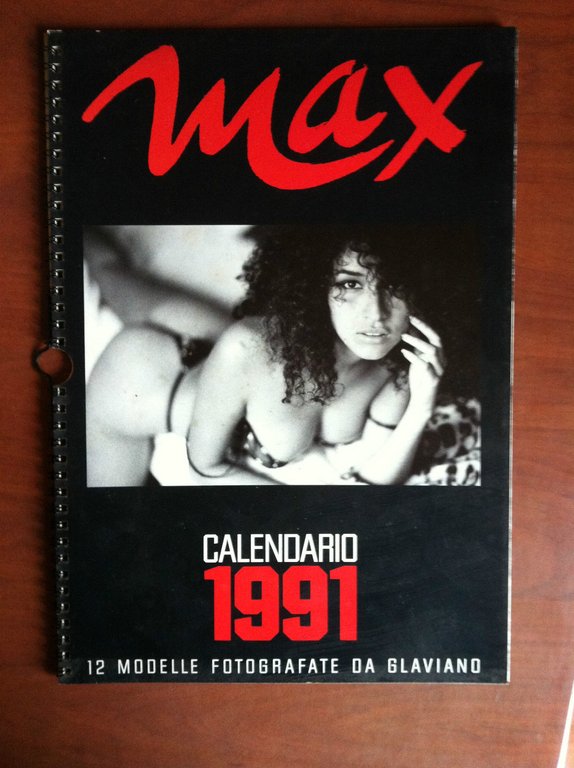 max
CALENDARIO
1991
12 MODELLE FOTOGRAFATE DA GLAVIANO